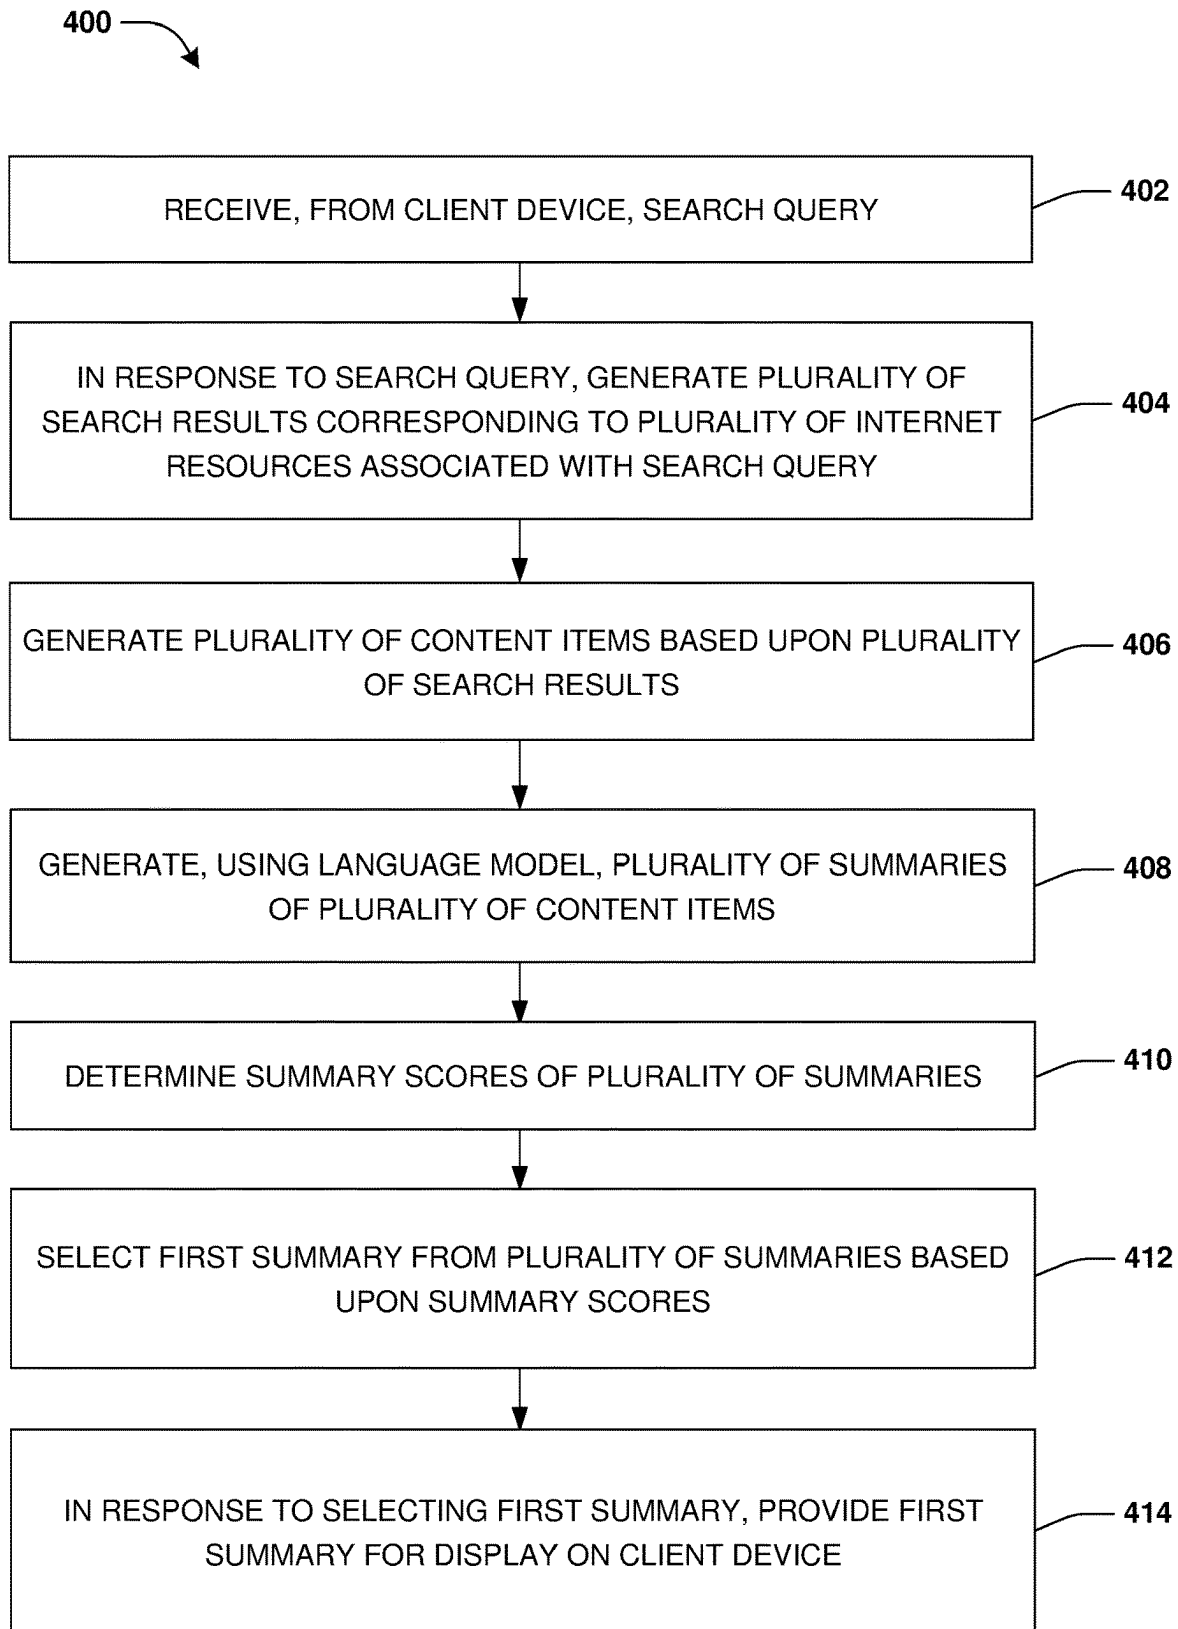 400
RECEIVE, FROM CLIENT DEVICE, SEARCH QUERY
402
IN RESPONSE TO SEARCH QUERY, GENERATE PLURALITY OF
SEARCH RESULTS CORRESPONDING TO PLURALITY OF INTERNET
RESOURCES ASSOCIATED WITH SEARCH QUERY
404
GENERATE PLURALITY OF CONTENT ITEMS BASED UPON PLURALITY
OF SEARCH RESULTS
406
GENERATE, USING LANGUAGE MODEL, PLURALITY OF SUMMARIES
OF PLURALITY OF CONTENT ITEMS
408
DETERMINE SUMMARY SCORES OF PLURALITY OF SUMMARIES
410
SELECT FIRST SUMMARY FROM PLURALITY OF SUMMARIES BASED
UPON SUMMARY SCORES
412
IN RESPONSE TO SELECTING FIRST SUMMARY, PROVIDE FIRST
SUMMARY FOR DISPLAY ON CLIENT DEVICE
414